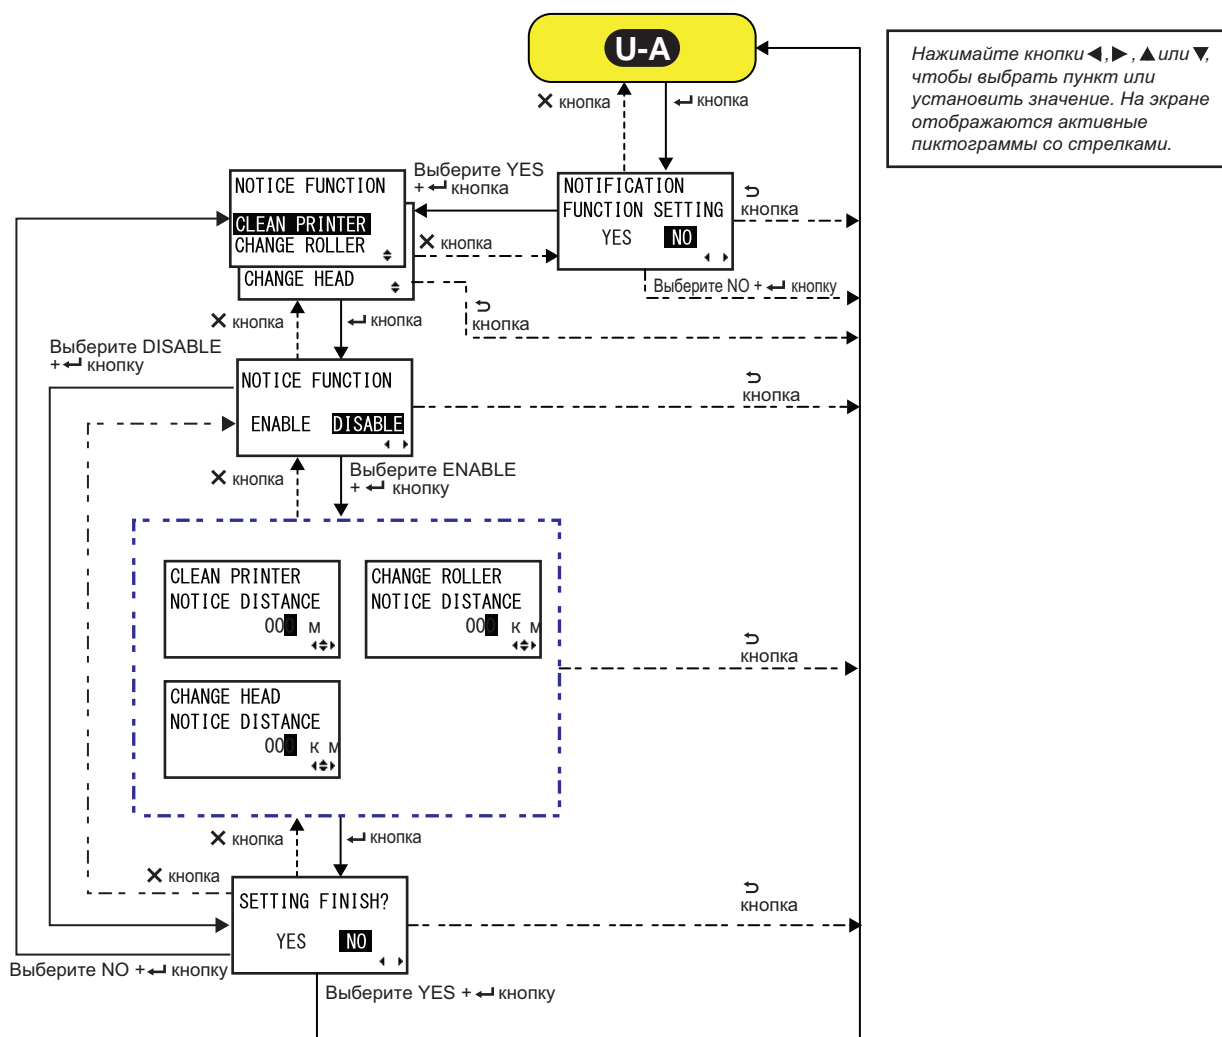 U-A
Нажимайте кнопки ◀, ▶, ▲ или ▼,
чтобы выбрать пункт или
установить значение. На экране
отображаются активные
пиктограммы со стрелками.
✕ кнопка
↵ кнопка
NOTICE FUNCTION
CLEAN PRINTER
CHANGE ROLLER
CHANGE HEAD
Выберите YES
+ ↵ кнопка
NOTIFICATION
FUNCTION SETTING
YES NO
⮌
кнопка
✕ кнопка
Выберите NO + ↵ кнопку
⮌
кнопка
✕ кнопка
↵ кнопка
Выберите DISABLE
+ ↵ кнопку
NOTICE FUNCTION
ENABLE DISABLE
⮌
кнопка
✕ кнопка
Выберите ENABLE
+ ↵ кнопку
CLEAN PRINTER
NOTICE DISTANCE
000 м
CHANGE ROLLER
NOTICE DISTANCE
000 к м
CHANGE HEAD
NOTICE DISTANCE
000 к м
⮌
кнопка
✕ кнопка
↵ кнопка
✕ кнопка
SETTING FINISH?
YES NO
⮌
кнопка
Выберите NO + ↵ кнопку
Выберите YES + ↵ кнопку